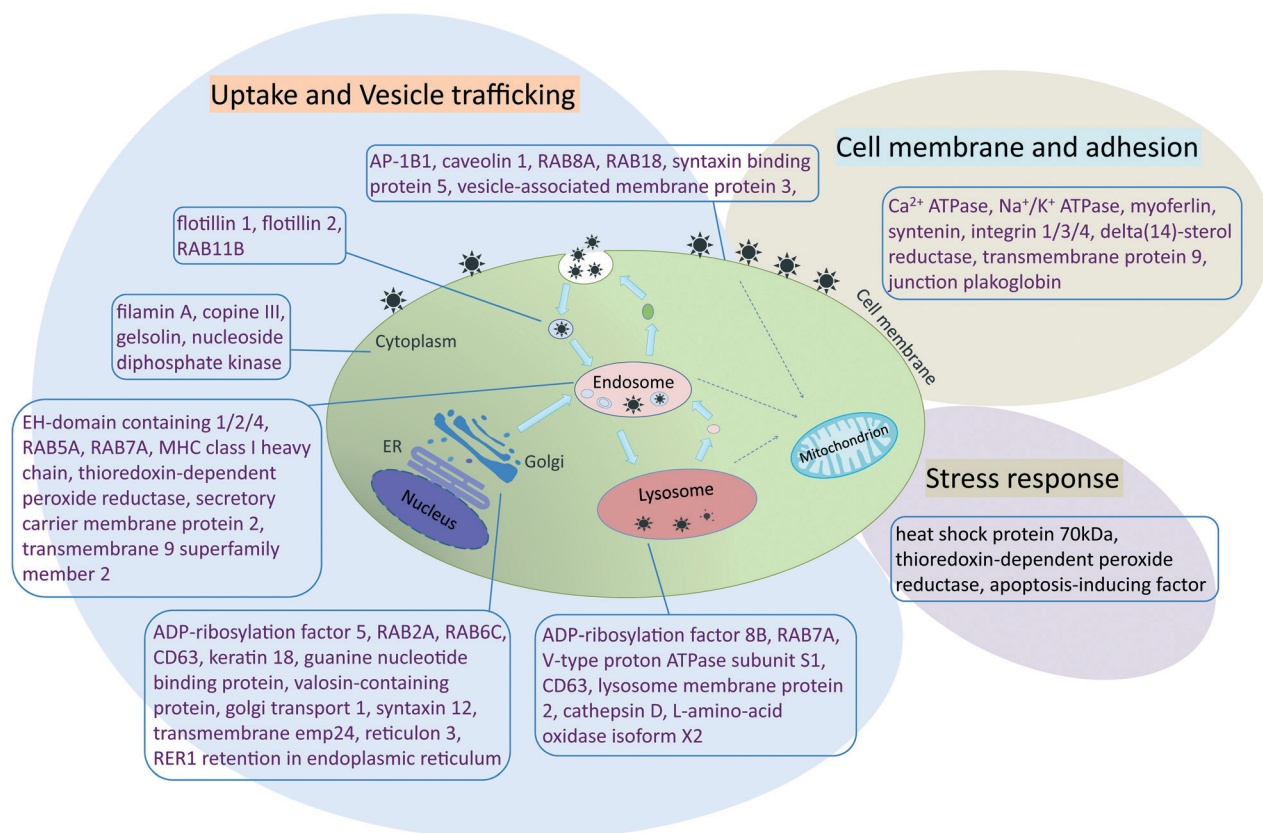 Uptake and Vesicle trafficking
AP-1B1, caveolin 1, RAB8A, RAB18, syntaxin binding
protein 5, vesicle-associated membrane protein 3,
Cell membrane and adhesion
Ca²⁺ ATPase, Na⁺/K⁺ ATPase, myoferlin,
syntenin, integrin 1/3/4, delta(14)-sterol
reductase, transmembrane protein 9,
junction plakoglobin
flotillin 1, flotillin 2,
RAB11B
filamin A, copine III,
gelsolin, nucleoside
diphosphate kinase
Cytoplasm
Cell membrane
Endosome
EH-domain containing 1/2/4,
RAB5A, RAB7A, MHC class I heavy
chain, thioredoxin-dependent
peroxide reductase, secretory
carrier membrane protein 2,
transmembrane 9 superfamily
member 2
ER
Golgi
Nucleus
Lysosome
Mitochondrion
Stress response
heat shock protein 70kDa,
thioredoxin-dependent peroxide
reductase, apoptosis-inducing factor
ADP-ribosylation factor 5, RAB2A, RAB6C,
CD63, keratin 18, guanine nucleotide
binding protein, valosin-containing
protein, golgi transport 1, syntaxin 12,
transmembrane emp24, reticulon 3,
RER1 retention in endoplasmic reticulum
ADP-ribosylation factor 8B, RAB7A,
V-type proton ATPase subunit S1,
CD63, lysosome membrane protein
2, cathepsin D, L-amino-acid
oxidase isoform X2